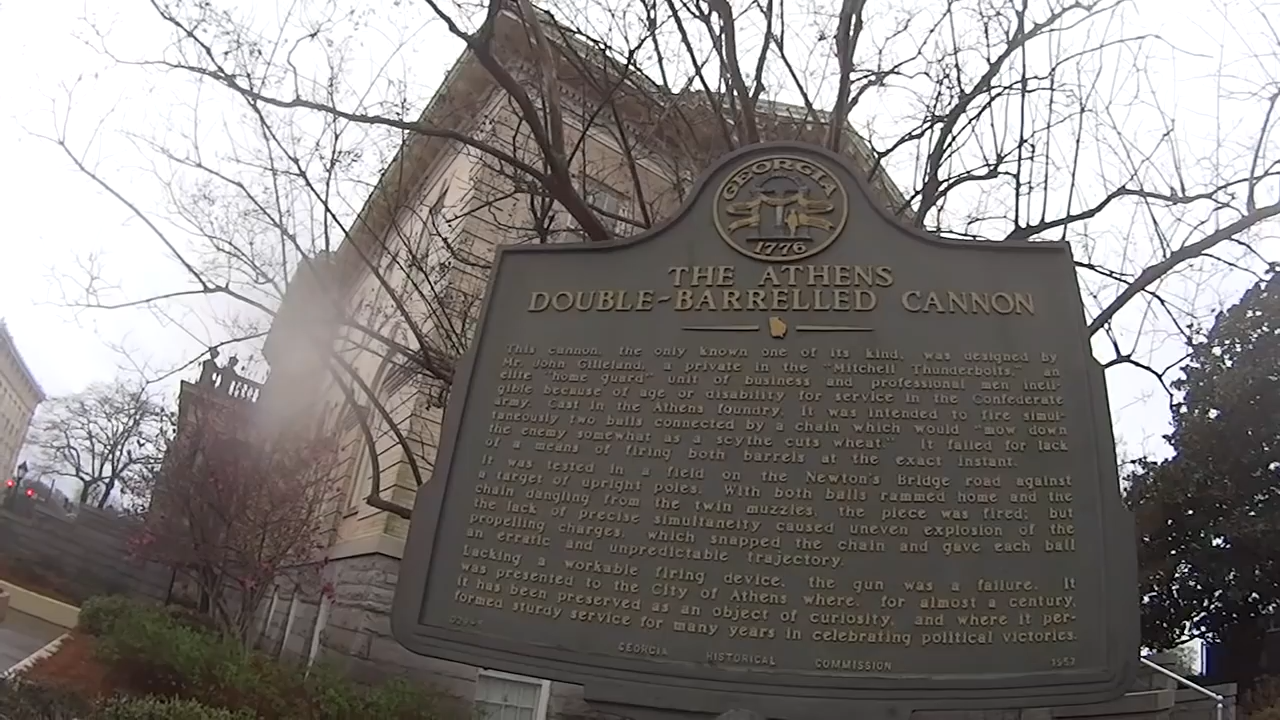 GEORGIA
1776
THE ATHENS
DOUBLE-BARRELLED CANNON
This cannon, the only known one of its kind, was designed by
Mr. John Gilleland, a private in the "Mitchell Thunderbolts," an
elite "home guard" unit of business and professional men ineli-
gible because of age or disability for service in the Confederate
army. Cast in the Athens foundry, it was intended to fire simul-
taneously two balls connected by a chain which would "mow down
the enemy somewhat as a scythe cuts wheat." It failed for lack
of a means of firing both barrels at the exact instant.
It was tested in a field on the Newton's Bridge road against
a target of upright poles. With both balls rammed home and the
chain dangling from the twin muzzles, the piece was fired; but
the lack of precise simultaneity caused uneven explosion of the
propelling charges, which snapped the chain and gave each ball
an erratic and unpredictable trajectory.
Lacking a workable firing device, the gun was a failure. It
was presented to the City of Athens where, for almost a century,
it has been preserved as an object of curiosity, and where it per-
formed sturdy service for many years in celebrating political victories.
GEORGIA HISTORICAL COMMISSION 1957